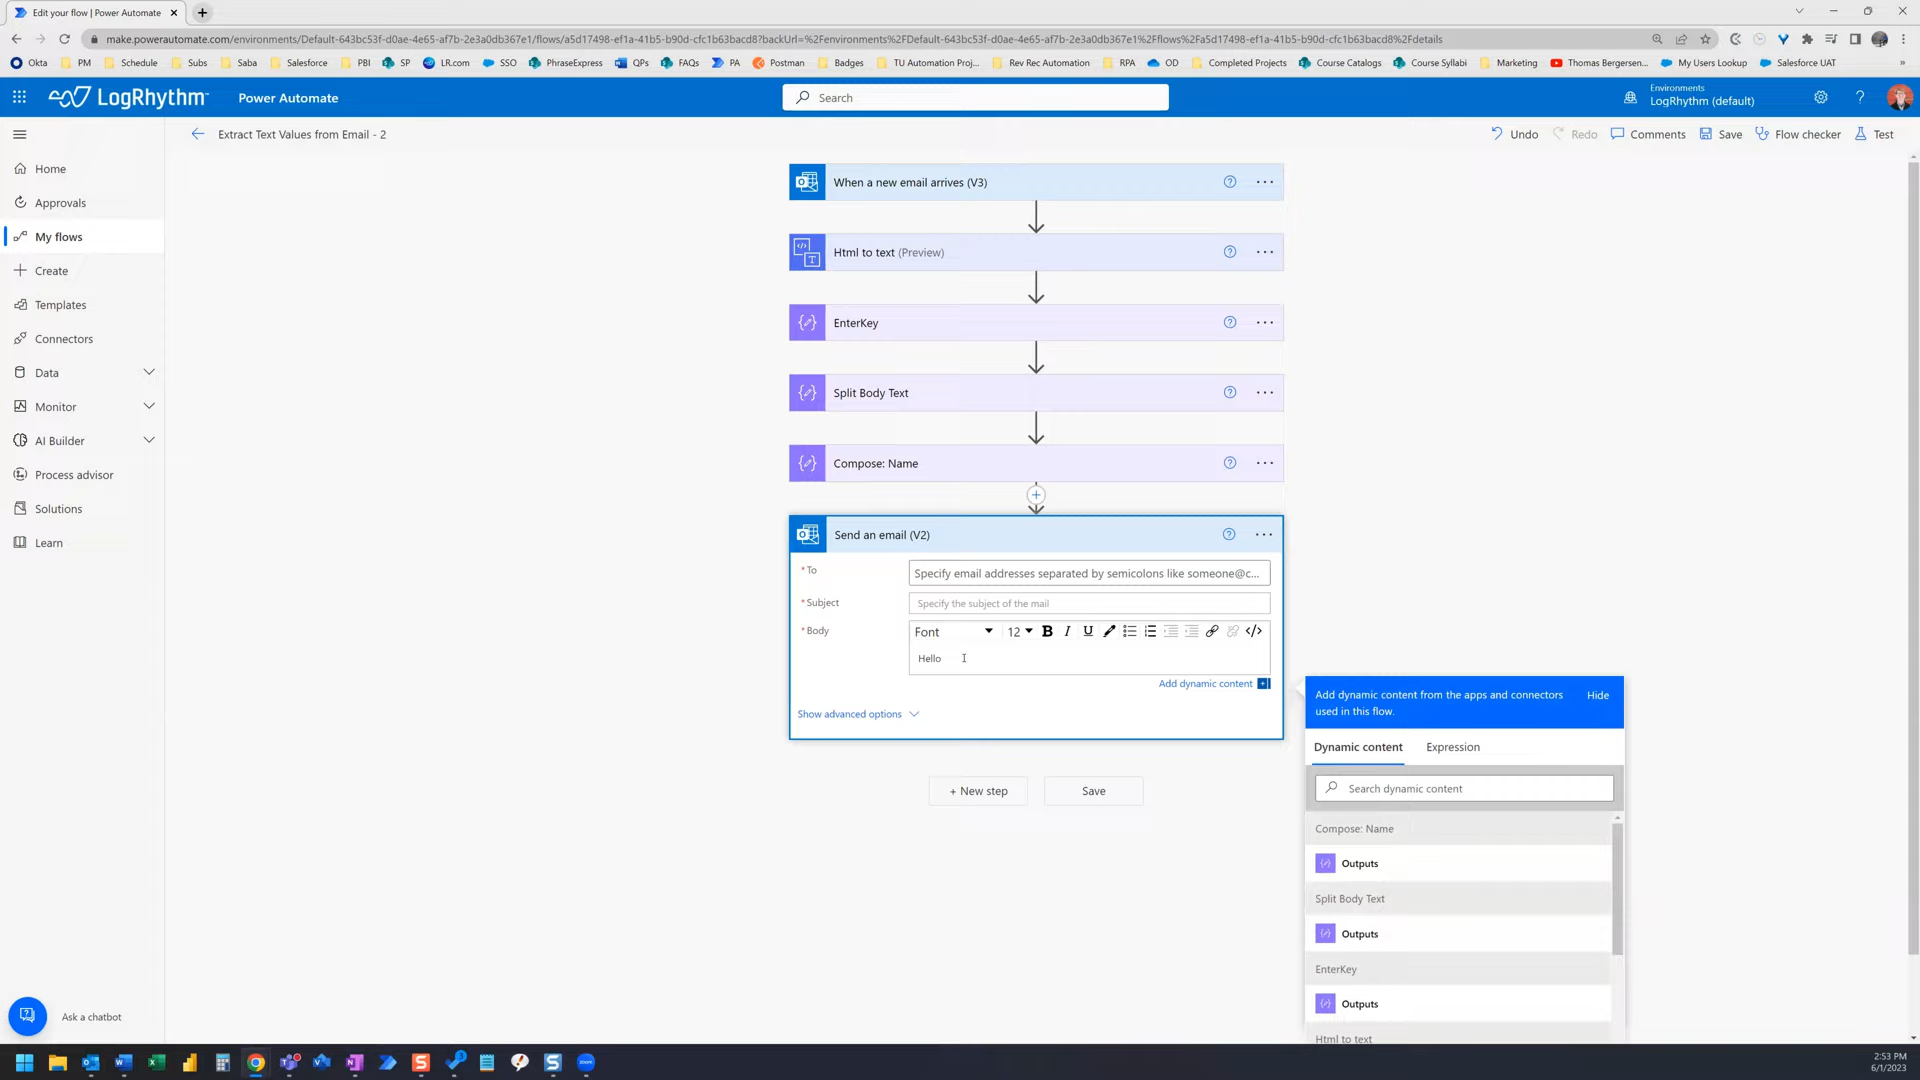 Edit your flow | Power Automate
make.powerautomate.com/environments/Default-643bc53f-d0ae-4e65-af7b-2e3a0db367e1/flows/a5d17498-ef1a-41b5-b90d-cfc1b63bacd8?backUrl=%2Fenvironments%2FDefault-643bc53f-d0ae-4e65-af7b-2e3a0db367e1%2Fflows%2Fa5d17498-ef1a-41b5-b90d-cfc1b63bacd8%2Fdetails
Okta PM Schedule Subs Saba Salesforce PBI SP LR.com SSO PhraseExpress QPs FAQs PA Postman Badges TU Automation Proj... Rev Rec Automation RPA OD Completed Projects Course Catalogs Course Syllabi Marketing Thomas Bergersen... My Users Lookup Salesforce UAT »
LogRhythm Power Automate Search Environments
LogRhythm (default)
Extract Text Values from Email - 2 Undo Redo Comments Save Flow checker Test
Home
Approvals
My flows
Create
Templates
Connectors
Data
Monitor
AI Builder
Process advisor
Solutions
Learn
Ask a chatbot
When a new email arrives (V3)
Html to text (Preview)
EnterKey
Split Body Text
Compose: Name
Send an email (V2)
* To Specify email addresses separated by semicolons like someone@c...
* Subject Specify the subject of the mail
* Body Font 12 B I U </>
Hello
Add dynamic content
Show advanced options
+ New step Save
Add dynamic content from the apps and connectors used in this flow. Hide
Dynamic content Expression
Search dynamic content
Compose: Name
Outputs
Split Body Text
Outputs
EnterKey
Outputs
Html to text
2:53 PM
6/1/2023